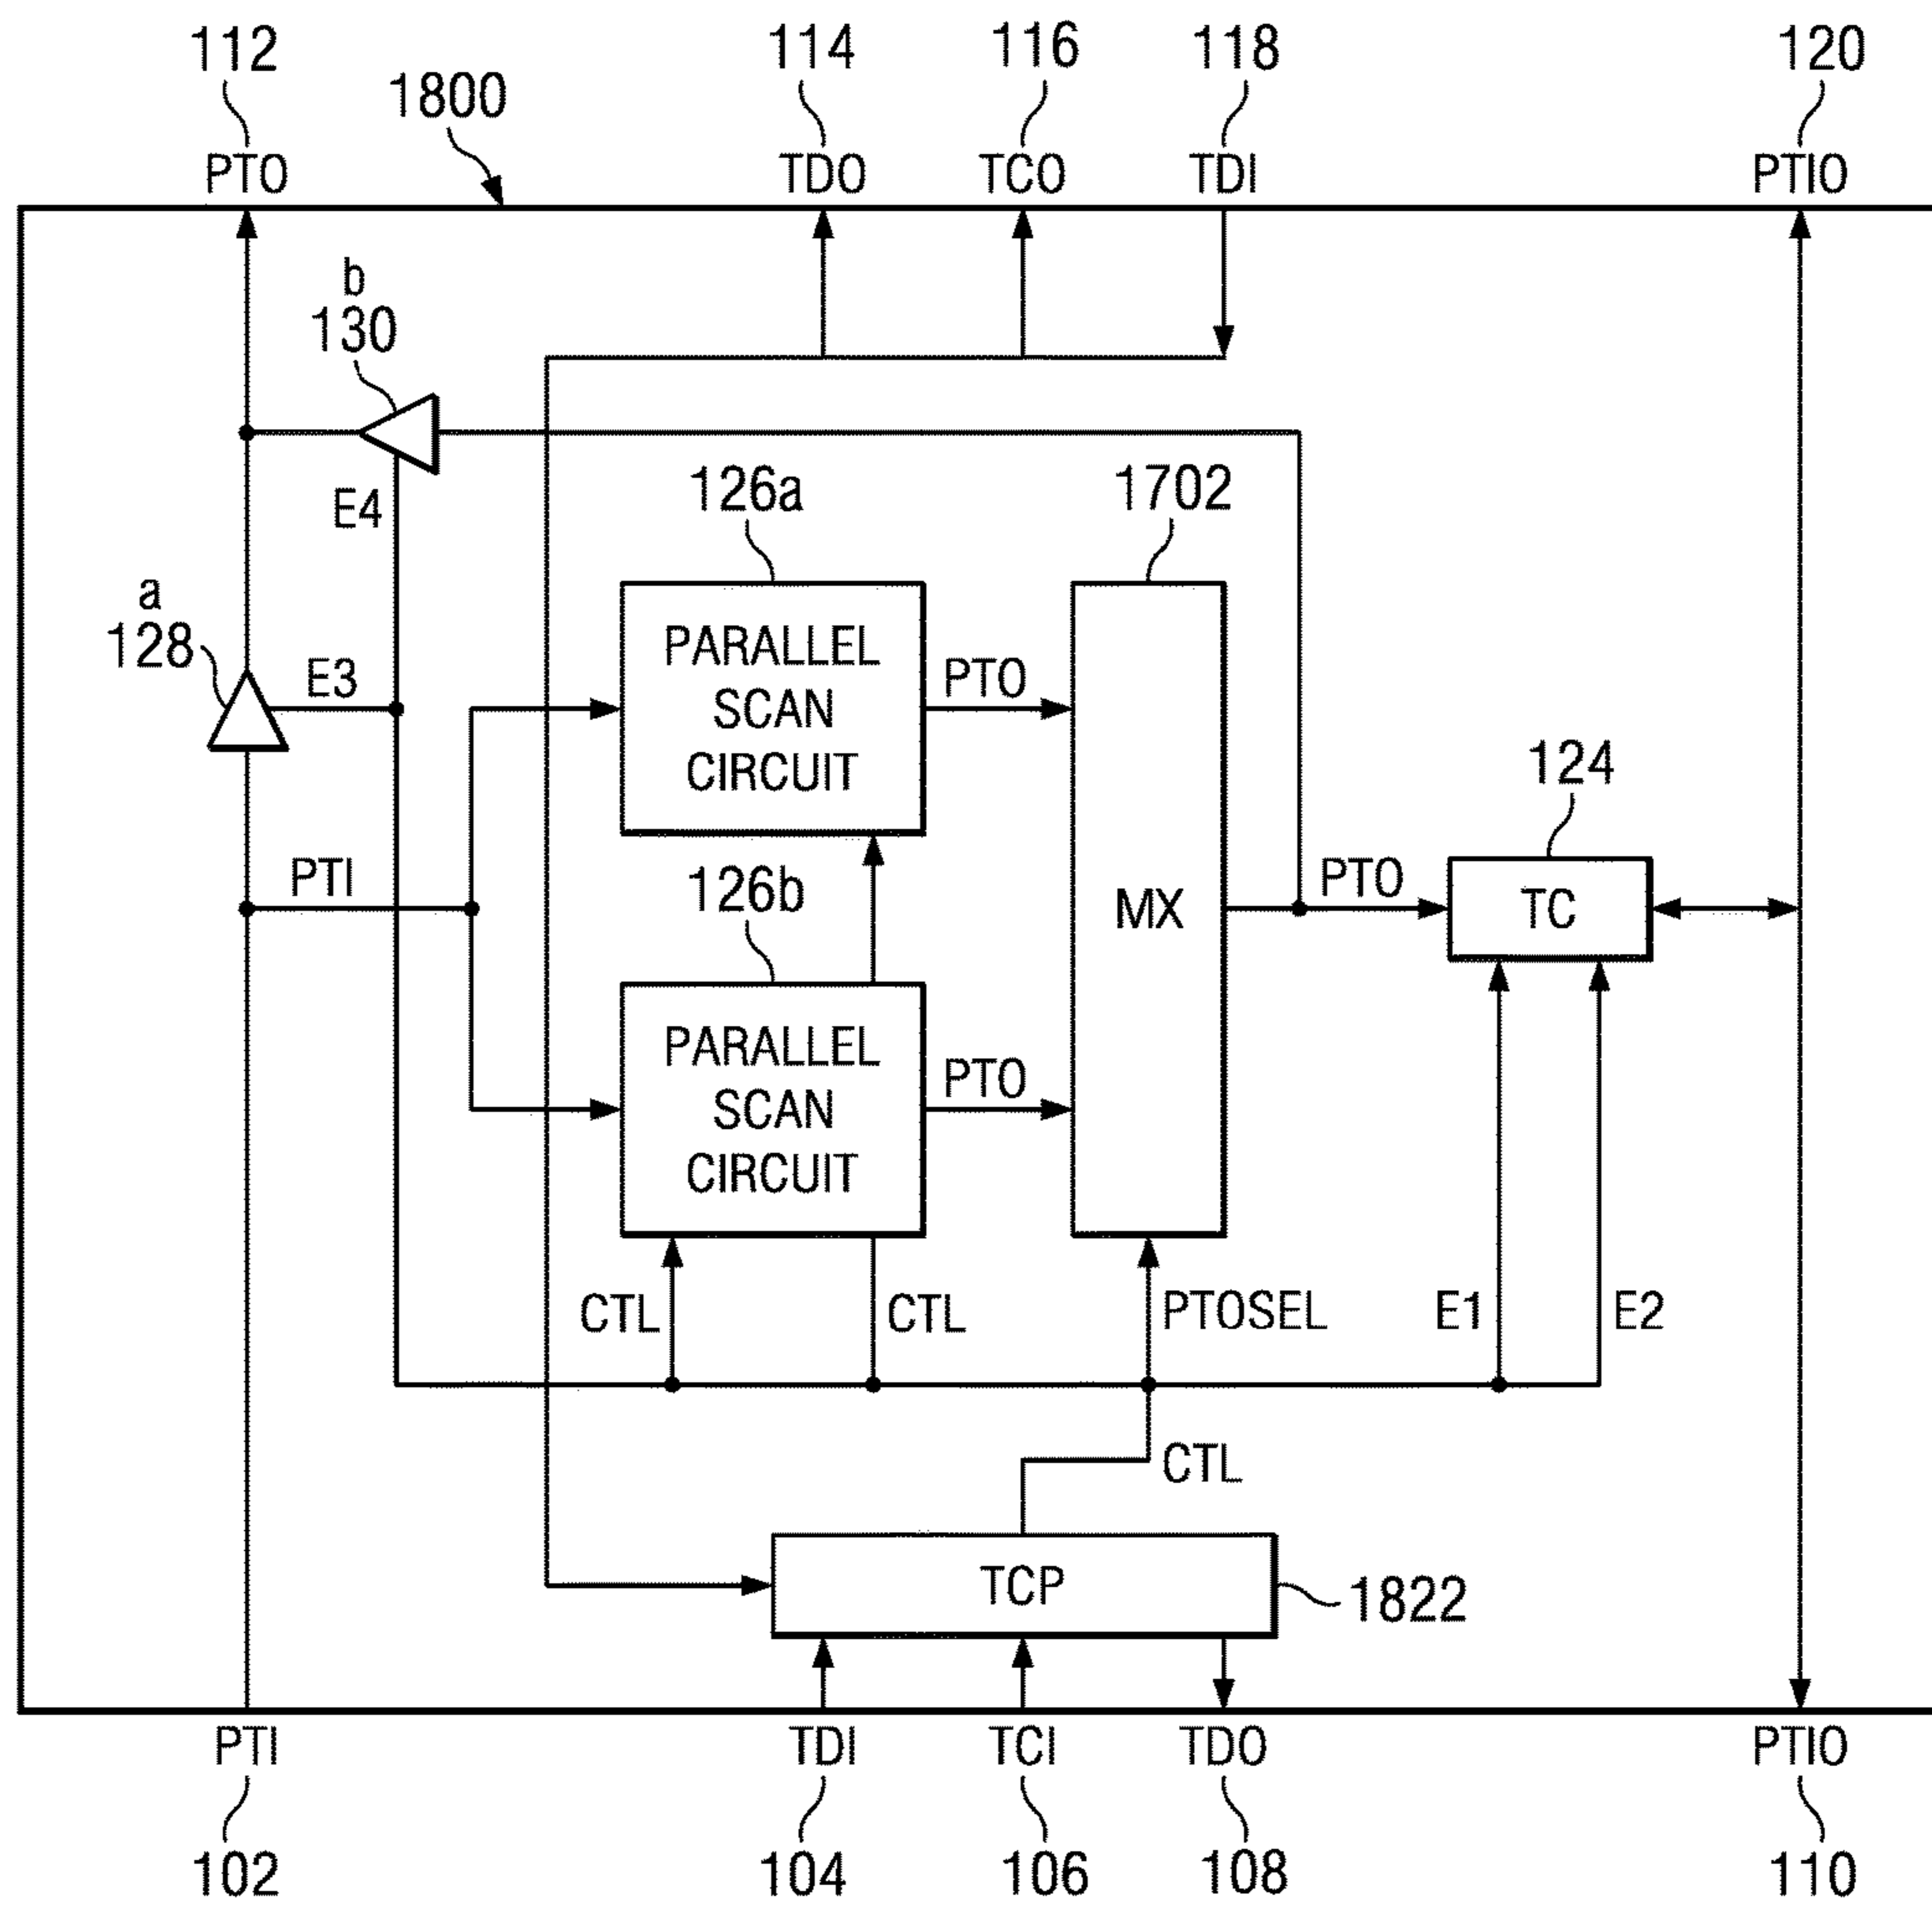 112
1800
114
116
118
120
PTO
TDO
TCO
TDI
PTIO
b
130
E4
126a
1702
a
128
E3
PARALLEL
SCAN
CIRCUIT
PTO
124
PTI
126b
MX
PTO
TC
PARALLEL
SCAN
CIRCUIT
PTO
CTL
CTL
PTOSEL
E1
E2
CTL
TCP
1822
PTI
TDI
TCI
TDO
PTIO
102
104
106
108
110